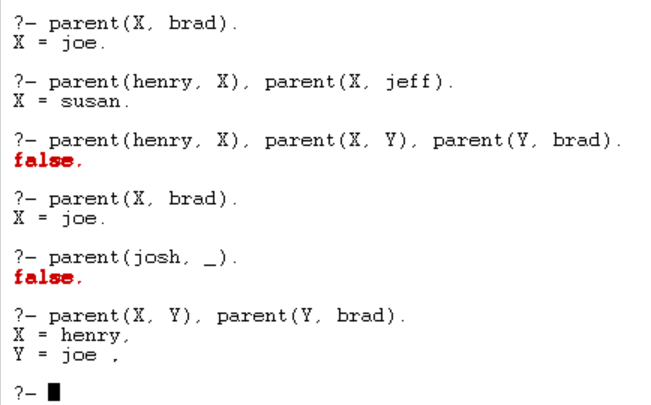 ?- parent(X, brad).
X = joe.
?- parent(henry, X), parent(X, jeff).
X = susan.
?- parent(henry, X), parent(X, Y), parent(Y, brad).
false.
?- parent(X, brad).
X = joe.
?- parent(josh, _).
false.
?- parent(X, Y), parent(Y, brad).
X = henry,
Y = joe .
?-